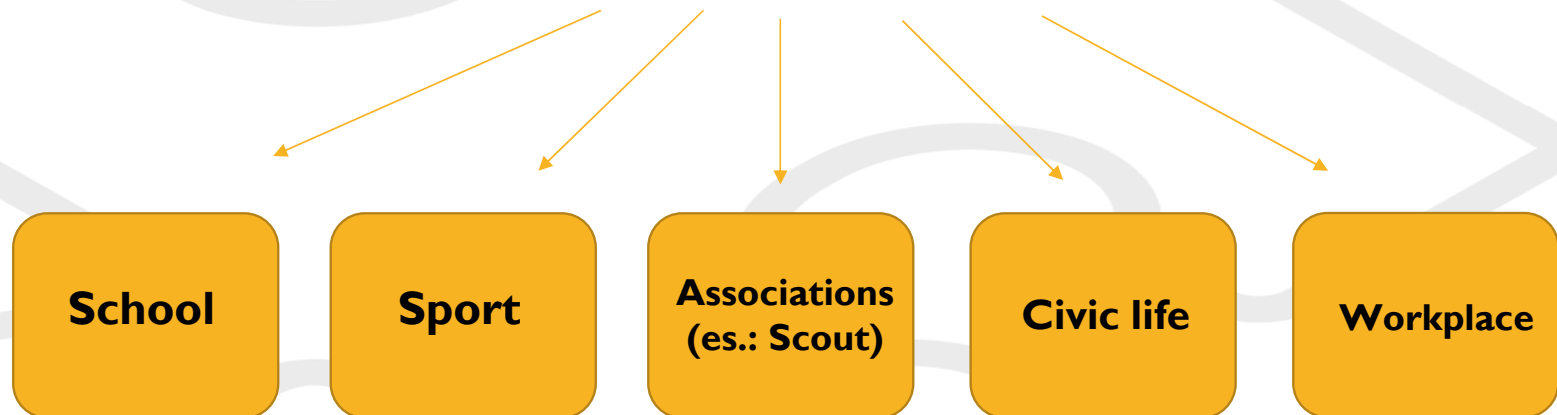 School
Sport
Associations
(es.: Scout)
Civic life
Workplace